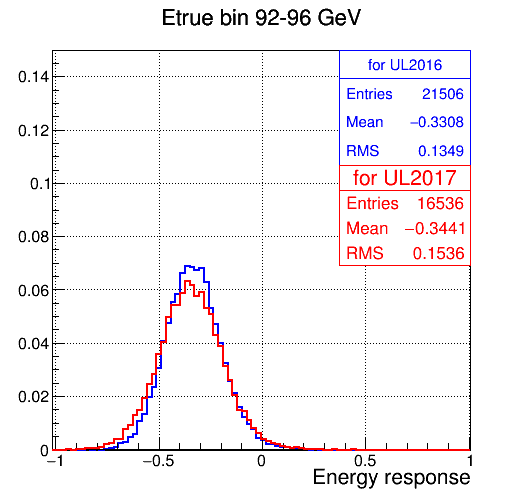 Etrue bin 92-96 GeV
for UL2016
Entries 21506
Mean −0.3308
RMS 0.1349
for UL2017
Entries 16536
Mean −0.3441
RMS 0.1536
0.14
0.12
0.1
0.08
0.06
0.04
0.02
0
−1 −0.5 0 0.5 1
Energy response